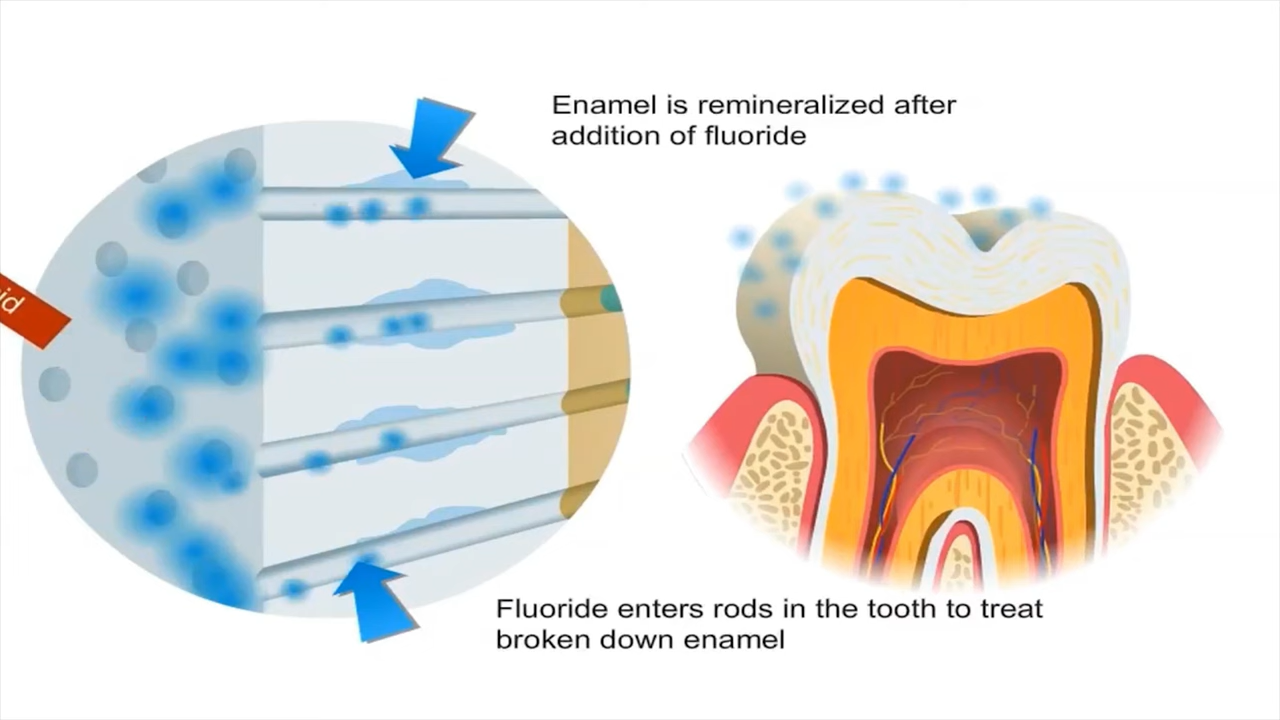 Enamel is remineralized after
addition of fluoride
Fluoride enters rods in the tooth to treat
broken down enamel